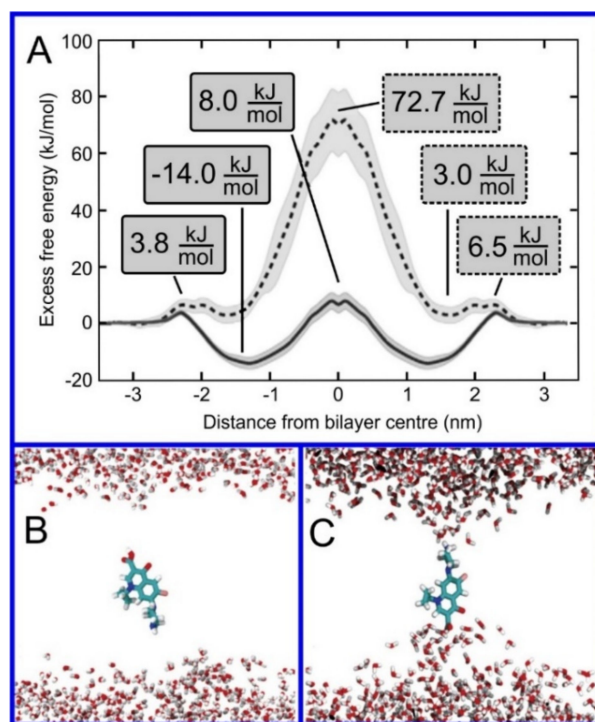 A
100
80
60
40
20
0
-20
Excess free energy (kJ/mol)
8.0 kJ/mol
72.7 kJ/mol
-14.0 kJ/mol
3.0 kJ/mol
3.8 kJ/mol
6.5 kJ/mol
-3 -2 -1 0 1 2 3
Distance from bilayer centre (nm)
B
C